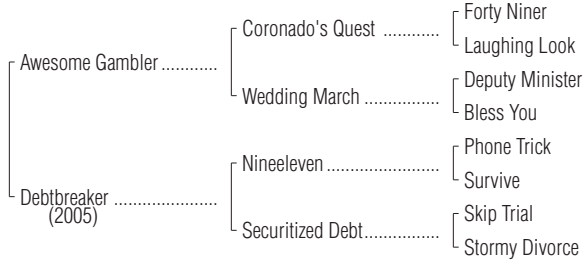 Forty Niner
Coronado's Quest ............
Laughing Look
Awesome Gambler ............
Deputy Minister
Wedding March ................
Bless You
Phone Trick
Nineeleven ........................
Survive
Debtbreaker ......................
(2005)
Skip Trial
Securitized Debt................
Stormy Divorce